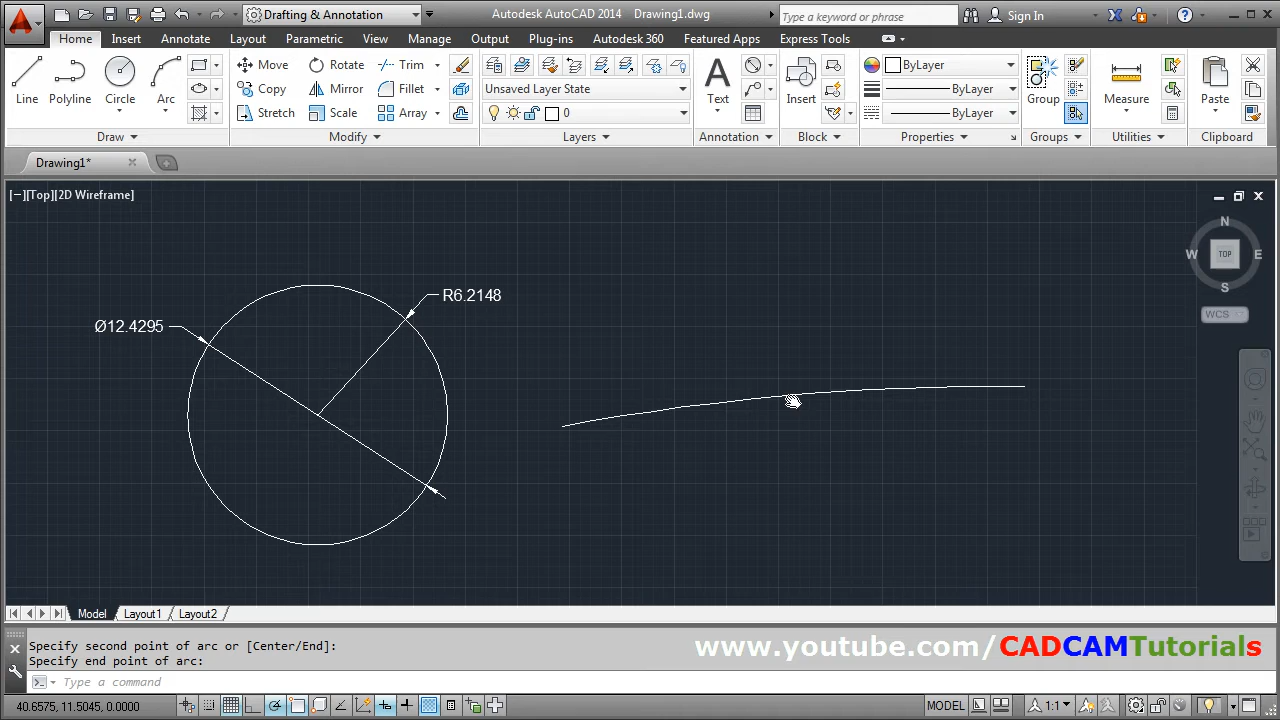 Drafting & Annotation
Autodesk AutoCAD 2014 Drawing1.dwg
Type a keyword or phrase
Sign In
Home Insert Annotate Layout Parametric View Manage Output Plug-ins Autodesk 360 Featured Apps Express Tools
Line
Polyline
Circle
Arc
Move Rotate Trim
Copy Mirror Fillet
Stretch Scale Array
Unsaved Layer State
0
Text
Insert
ByLayer
ByLayer
ByLayer
Group
Measure
Paste
Draw Modify Layers Annotation Block Properties Groups Utilities Clipboard
Drawing1*
[−][Top][2D Wireframe]
N
W TOP E
S
WCS
R6.2148
Ø12.4295
Model Layout1 Layout2
Specify second point of arc or [Center/End]:
Specify end point of arc:
Type a command
www.youtube.com/CADCAMTutorials
40.6575, 11.5045, 0.0000
MODEL
1:1